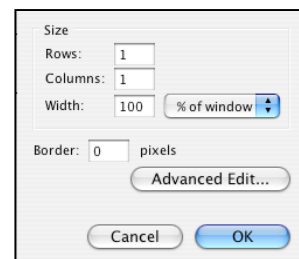 Size
Rows: 1
Columns: 1
Width: 100 % of window
Border: 0 pixels
Advanced Edit...
Cancel OK